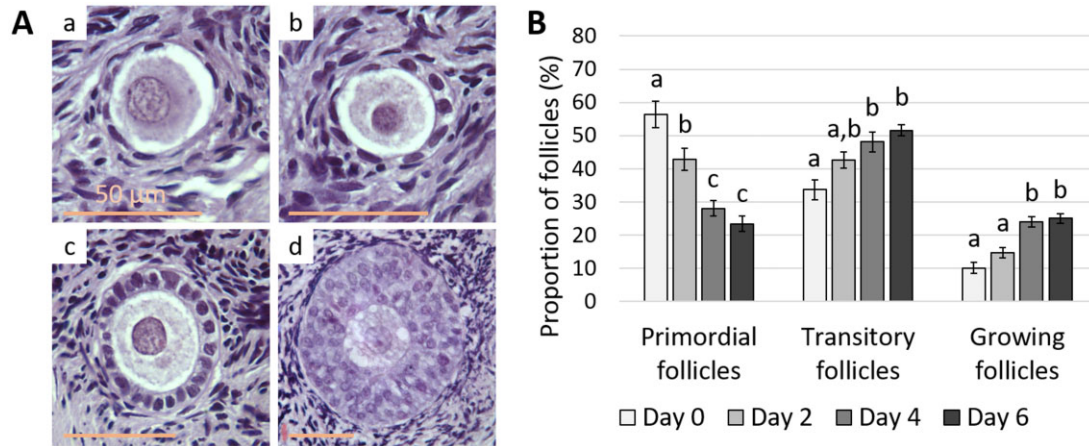 A
a
b
50 µm
c
d
B
Proportion of follicles (%)
80
70
60
50
40
30
20
10
0
a
b
c
c
a
a,b
b
b
a
a
b
b
Primordial follicles
Transitory follicles
Growing follicles
Day 0
Day 2
Day 4
Day 6